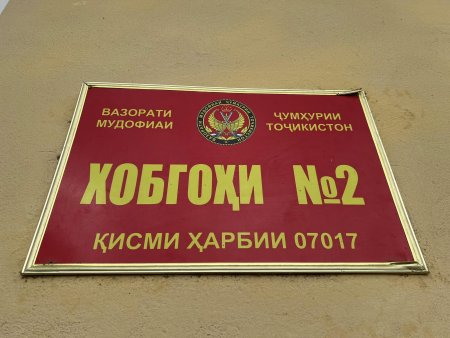 ВАЗОРАТИ
МУДОФИАИ
ҶУМҲУРИИ
ТОҶИКИСТОН
ХОБГОҲИ №2
ҚИСМИ ҲАРБИИ 07017